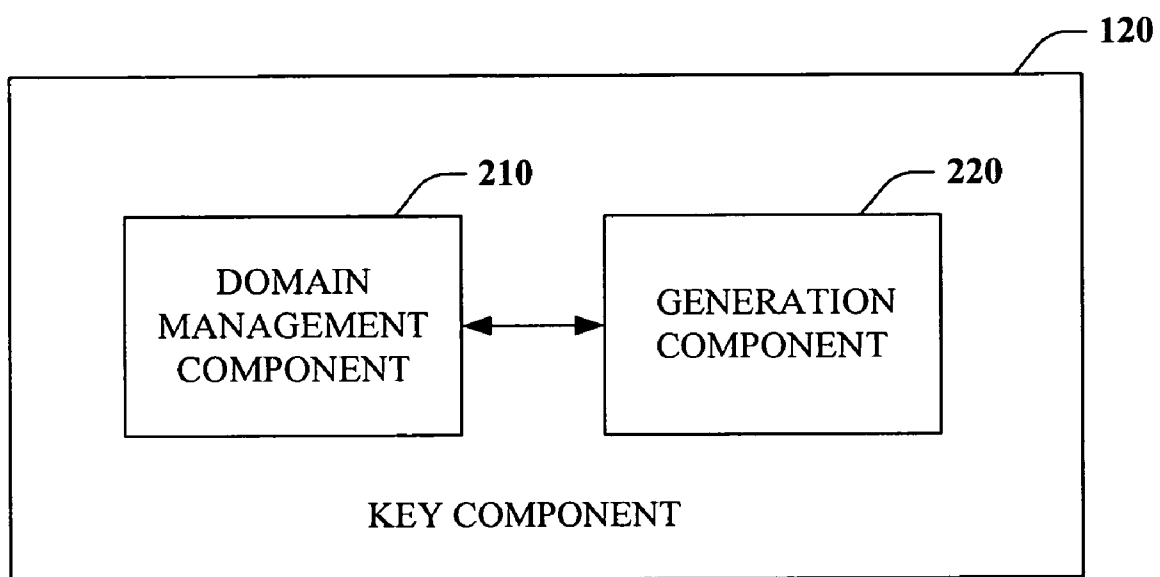 120
210
220
DOMAIN
MANAGEMENT
COMPONENT
GENERATION
COMPONENT
KEY COMPONENT